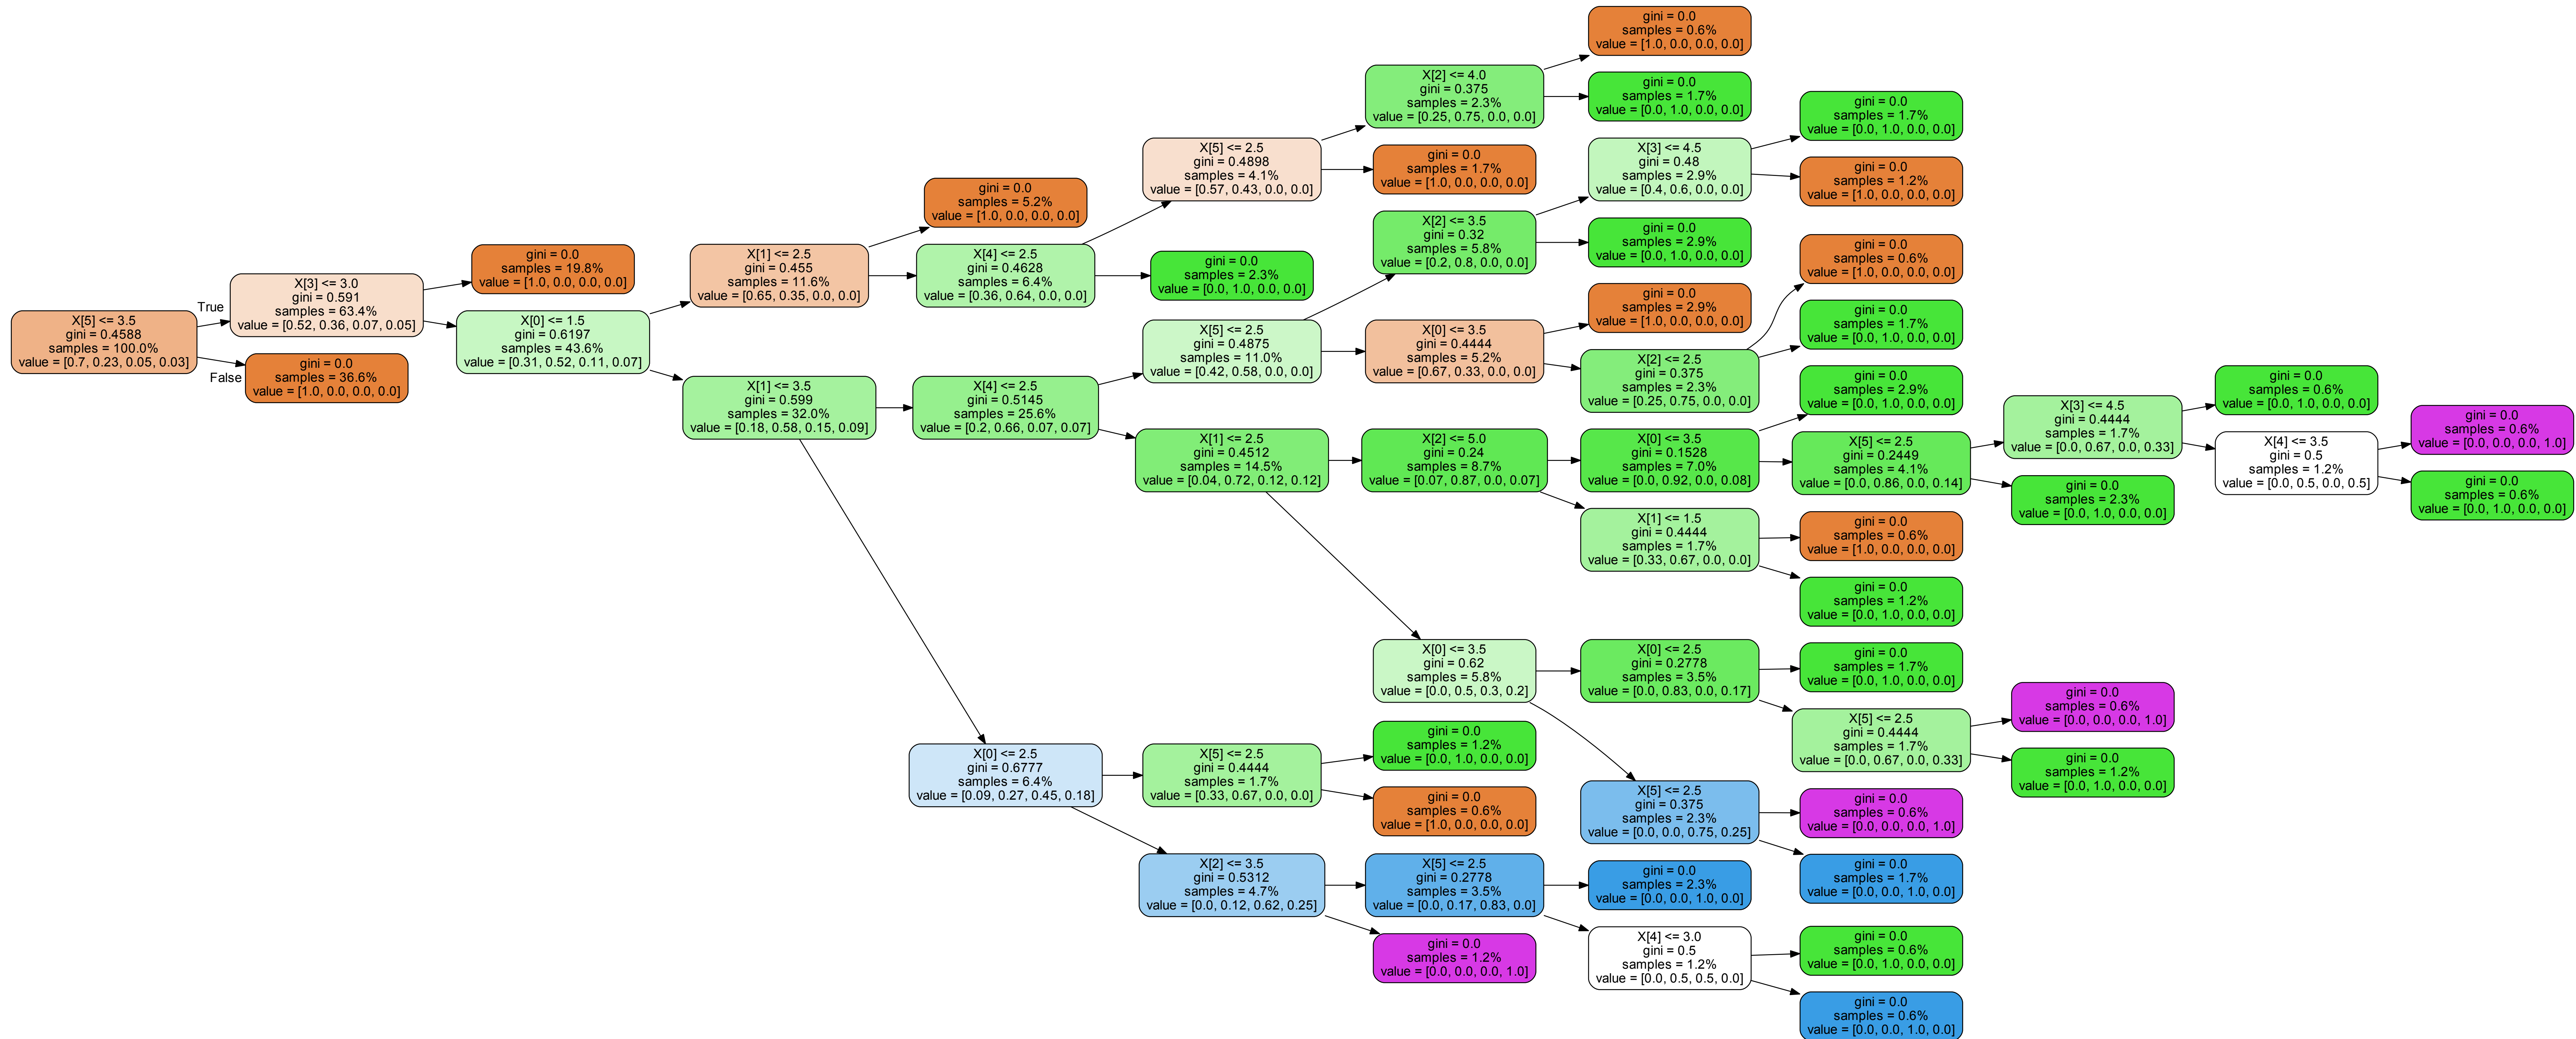 X[5] <= 3.5
gini = 0.4588
samples = 100.0%
value = [0.7, 0.23, 0.05, 0.03]
True
False
X[3] <= 3.0
gini = 0.591
samples = 63.4%
value = [0.52, 0.36, 0.07, 0.05]
gini = 0.0
samples = 36.6%
value = [1.0, 0.0, 0.0, 0.0]
gini = 0.0
samples = 19.8%
value = [1.0, 0.0, 0.0, 0.0]
X[0] <= 1.5
gini = 0.6197
samples = 43.6%
value = [0.31, 0.52, 0.11, 0.07]
X[1] <= 2.5
gini = 0.455
samples = 11.6%
value = [0.65, 0.35, 0.0, 0.0]
X[1] <= 3.5
gini = 0.599
samples = 32.0%
value = [0.18, 0.58, 0.15, 0.09]
gini = 0.0
samples = 5.2%
value = [1.0, 0.0, 0.0, 0.0]
X[4] <= 2.5
gini = 0.4628
samples = 6.4%
value = [0.36, 0.64, 0.0, 0.0]
X[4] <= 2.5
gini = 0.5145
samples = 25.6%
value = [0.2, 0.66, 0.07, 0.07]
X[0] <= 2.5
gini = 0.6777
samples = 6.4%
value = [0.09, 0.27, 0.45, 0.18]
X[5] <= 2.5
gini = 0.4898
samples = 4.1%
value = [0.57, 0.43, 0.0, 0.0]
gini = 0.0
samples = 2.3%
value = [0.0, 1.0, 0.0, 0.0]
X[5] <= 2.5
gini = 0.4875
samples = 11.0%
value = [0.42, 0.58, 0.0, 0.0]
X[1] <= 2.5
gini = 0.4512
samples = 14.5%
value = [0.04, 0.72, 0.12, 0.12]
X[5] <= 2.5
gini = 0.4444
samples = 1.7%
value = [0.33, 0.67, 0.0, 0.0]
X[2] <= 3.5
gini = 0.5312
samples = 4.7%
value = [0.0, 0.12, 0.62, 0.25]
X[2] <= 4.0
gini = 0.375
samples = 2.3%
value = [0.25, 0.75, 0.0, 0.0]
gini = 0.0
samples = 1.7%
value = [1.0, 0.0, 0.0, 0.0]
X[2] <= 3.5
gini = 0.32
samples = 5.8%
value = [0.2, 0.8, 0.0, 0.0]
X[0] <= 3.5
gini = 0.4444
samples = 5.2%
value = [0.67, 0.33, 0.0, 0.0]
X[2] <= 5.0
gini = 0.24
samples = 8.7%
value = [0.07, 0.87, 0.0, 0.07]
X[0] <= 3.5
gini = 0.62
samples = 5.8%
value = [0.0, 0.5, 0.3, 0.2]
gini = 0.0
samples = 1.2%
value = [0.0, 1.0, 0.0, 0.0]
gini = 0.0
samples = 0.6%
value = [1.0, 0.0, 0.0, 0.0]
X[5] <= 2.5
gini = 0.2778
samples = 3.5%
value = [0.0, 0.17, 0.83, 0.0]
gini = 0.0
samples = 1.2%
value = [0.0, 0.0, 0.0, 1.0]
gini = 0.0
samples = 0.6%
value = [1.0, 0.0, 0.0, 0.0]
gini = 0.0
samples = 1.7%
value = [0.0, 1.0, 0.0, 0.0]
X[3] <= 4.5
gini = 0.48
samples = 2.9%
value = [0.4, 0.6, 0.0, 0.0]
gini = 0.0
samples = 2.9%
value = [0.0, 1.0, 0.0, 0.0]
gini = 0.0
samples = 2.9%
value = [1.0, 0.0, 0.0, 0.0]
X[2] <= 2.5
gini = 0.375
samples = 2.3%
value = [0.25, 0.75, 0.0, 0.0]
X[0] <= 3.5
gini = 0.1528
samples = 7.0%
value = [0.0, 0.92, 0.0, 0.08]
X[1] <= 1.5
gini = 0.4444
samples = 1.7%
value = [0.33, 0.67, 0.0, 0.0]
X[0] <= 2.5
gini = 0.2778
samples = 3.5%
value = [0.0, 0.83, 0.0, 0.17]
X[5] <= 2.5
gini = 0.375
samples = 2.3%
value = [0.0, 0.0, 0.75, 0.25]
gini = 0.0
samples = 2.3%
value = [0.0, 0.0, 1.0, 0.0]
X[4] <= 3.0
gini = 0.5
samples = 1.2%
value = [0.0, 0.5, 0.5, 0.0]
gini = 0.0
samples = 1.7%
value = [0.0, 1.0, 0.0, 0.0]
gini = 0.0
samples = 1.2%
value = [1.0, 0.0, 0.0, 0.0]
gini = 0.0
samples = 0.6%
value = [1.0, 0.0, 0.0, 0.0]
gini = 0.0
samples = 1.7%
value = [0.0, 1.0, 0.0, 0.0]
gini = 0.0
samples = 2.9%
value = [0.0, 1.0, 0.0, 0.0]
X[5] <= 2.5
gini = 0.2449
samples = 4.1%
value = [0.0, 0.86, 0.0, 0.14]
gini = 0.0
samples = 0.6%
value = [1.0, 0.0, 0.0, 0.0]
gini = 0.0
samples = 1.2%
value = [0.0, 1.0, 0.0, 0.0]
gini = 0.0
samples = 1.7%
value = [0.0, 1.0, 0.0, 0.0]
X[5] <= 2.5
gini = 0.4444
samples = 1.7%
value = [0.0, 0.67, 0.0, 0.33]
gini = 0.0
samples = 0.6%
value = [0.0, 0.0, 0.0, 1.0]
gini = 0.0
samples = 1.7%
value = [0.0, 0.0, 1.0, 0.0]
gini = 0.0
samples = 0.6%
value = [0.0, 1.0, 0.0, 0.0]
gini = 0.0
samples = 0.6%
value = [0.0, 0.0, 1.0, 0.0]
X[3] <= 4.5
gini = 0.4444
samples = 1.7%
value = [0.0, 0.67, 0.0, 0.33]
gini = 0.0
samples = 2.3%
value = [0.0, 1.0, 0.0, 0.0]
gini = 0.0
samples = 0.6%
value = [0.0, 0.0, 0.0, 1.0]
gini = 0.0
samples = 1.2%
value = [0.0, 1.0, 0.0, 0.0]
gini = 0.0
samples = 0.6%
value = [0.0, 1.0, 0.0, 0.0]
X[4] <= 3.5
gini = 0.5
samples = 1.2%
value = [0.0, 0.5, 0.0, 0.5]
gini = 0.0
samples = 0.6%
value = [0.0, 0.0, 0.0, 1.0]
gini = 0.0
samples = 0.6%
value = [0.0, 1.0, 0.0, 0.0]